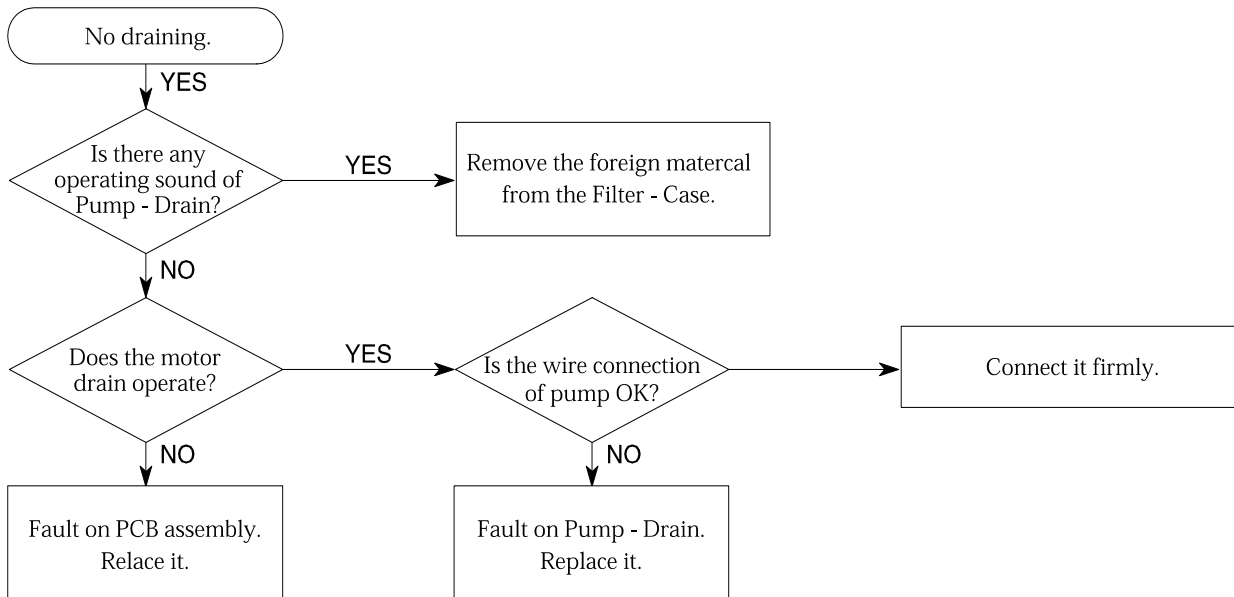 No draining.
YES
Is there any
operating sound of
Pump - Drain?
YES
Remove the foreign matercal
from the Filter - Case.
NO
Does the motor
drain operate?
YES
Is the wire connection
of pump OK?
Connect it firmly.
NO
Fault on PCB assembly.
Relace it.
NO
Fault on Pump - Drain.
Replace it.